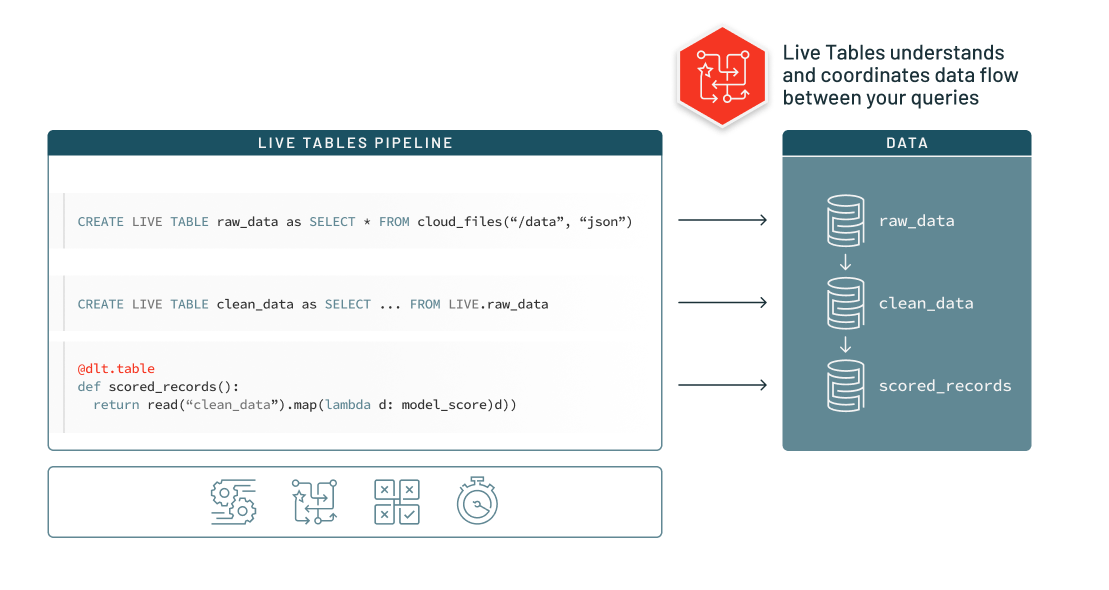 Live Tables understands
and coordinates data flow
between your queries
LIVE TABLES PIPELINE
CREATE LIVE TABLE raw_data as SELECT * FROM cloud_files(“/data”, “json”)
CREATE LIVE TABLE clean_data as SELECT ... FROM LIVE.raw_data
@dlt.table
def scored_records():
return read(“clean_data”).map(lambda d: model_score)d))
DATA
raw_data
clean_data
scored_records